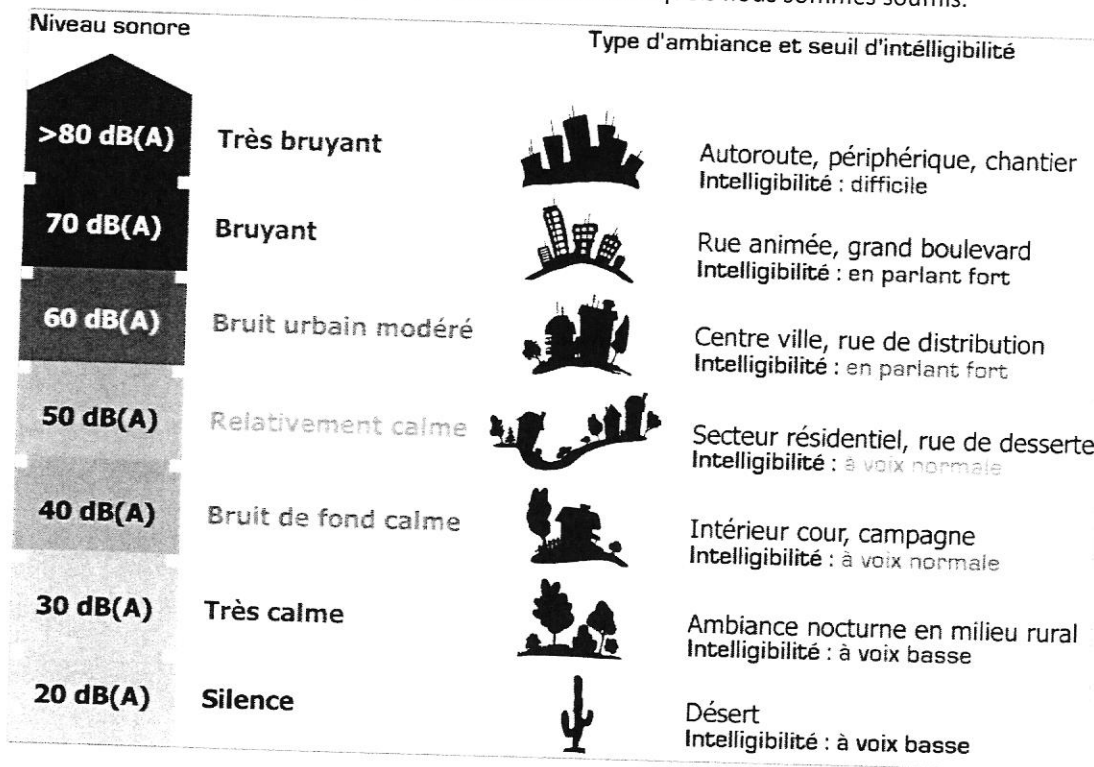 nous sommes soumis.
Niveau sonore
Type d'ambiance et seuil d'intélligibilité
>80 dB(A)
Très bruyant
Autoroute, périphérique, chantier
Intelligibilité : difficile
70 dB(A)
Bruyant
Rue animée, grand boulevard
Intelligibilité : en parlant fort
60 dB(A)
Bruit urbain modéré
Centre ville, rue de distribution
Intelligibilité : en parlant fort
50 dB(A)
Relativement calme
Secteur résidentiel, rue de desserte
Intelligibilité : à voix normale
40 dB(A)
Bruit de fond calme
Intérieur cour, campagne
Intelligibilité : à voix normale
30 dB(A)
Très calme
Ambiance nocturne en milieu rural
Intelligibilité : à voix basse
20 dB(A)
Silence
Désert
Intelligibilité : à voix basse